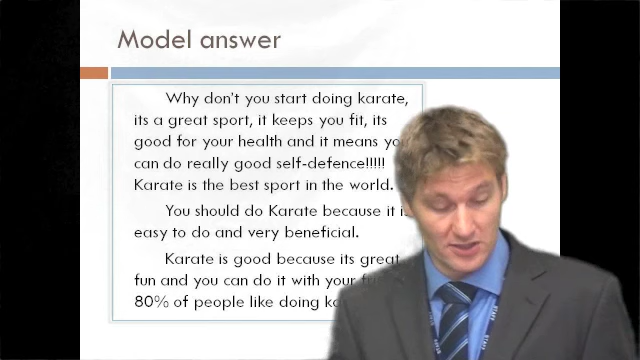 Model answer
Why don't you start doing karate,
its a great sport, it keeps you fit, its
good for your health and it means
can do really good self-defence!!!!!
Karate is the best sport in the world.
You should do Karate because it
easy to do and very beneficial.
Karate is good because its great
fun and you can do it with your
80% of people like doing
STAFF